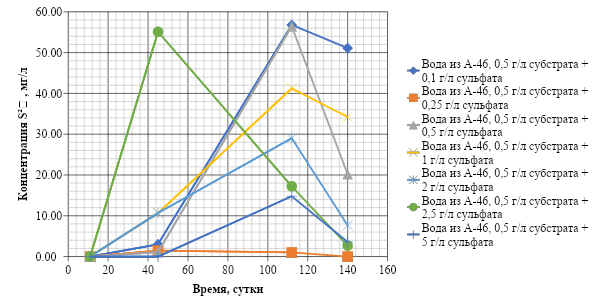 60.00
50.00
40.00
30.00
20.00
10.00
0.00
Концентрация S²⁻, мг/л
0 20 40 60 80 100 120 140 160
Время, сутки
Вода из А-46, 0,5 г/л субстрата +
0,1 г/л сульфата
Вода из А-46, 0,5 г/л субстрата +
0,25 г/л сульфата
Вода из А-46, 0,5 г/л субстрата +
0,5 г/л сульфата
Вода из А-46, 0,5 г/л субстрата +
1 г/л сульфата
Вода из А-46, 0,5 г/л субстрата +
2 г/л сульфата
Вода из А-46, 0,5 г/л субстрата +
2,5 г/л сульфата
Вода из А-46, 0,5 г/л субстрата +
5 г/л сульфата